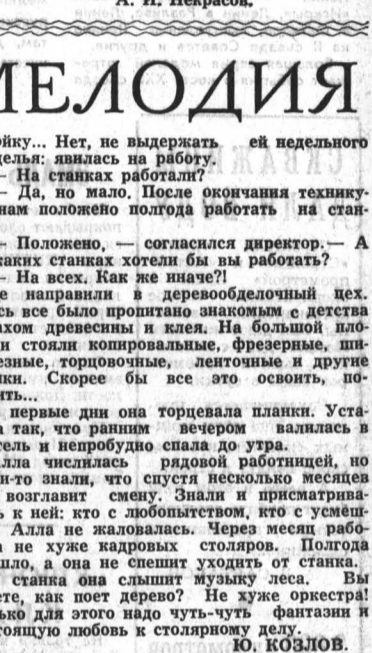 А. И. Некрасов.
МЕЛОДИЯ
ойку... Нет, не выдержать ей недельного
делья: явилась на работу.
— На станках работали?
— Да, но мало. После окончания технику-
нам положено полгода работать на стан-
— Положено, — согласился директор.— А
каких станках хотели бы вы работать?
— На всех. Как же иначе?!
е направили в деревообделочный цех.
сь все было пропитано знакомым с детства
ахом древесины и клея. На большой пло-
и стояли копировальные, фрезерные, ши-
езные, торцовочные, ленточные и другие
нки. Скорее бы все это освоить, по-
ить...
первые дни она торцевала планки. Уста-
а так, что ранним вечером валилась в
тель и непробудно спала до утра.
лла числилась рядовой работницей, но
и-то знали, что спустя несколько месяцев
возглавит смену. Знали и присматрива-
ь к ней: кто с любопытством, кто с усмеш-
Алла не жаловалась. Через месяц рабо-
а не хуже кадровых столяров. Полгода
шло, а она не спешит уходить от станка.
станка она слышит музыку леса. Вы
ете, как поет дерево? Не хуже оркестра!
ько для этого надо чуть-чуть фантазии и
тоящую любовь к столярному делу.
Ю. КОЗЛОВ.